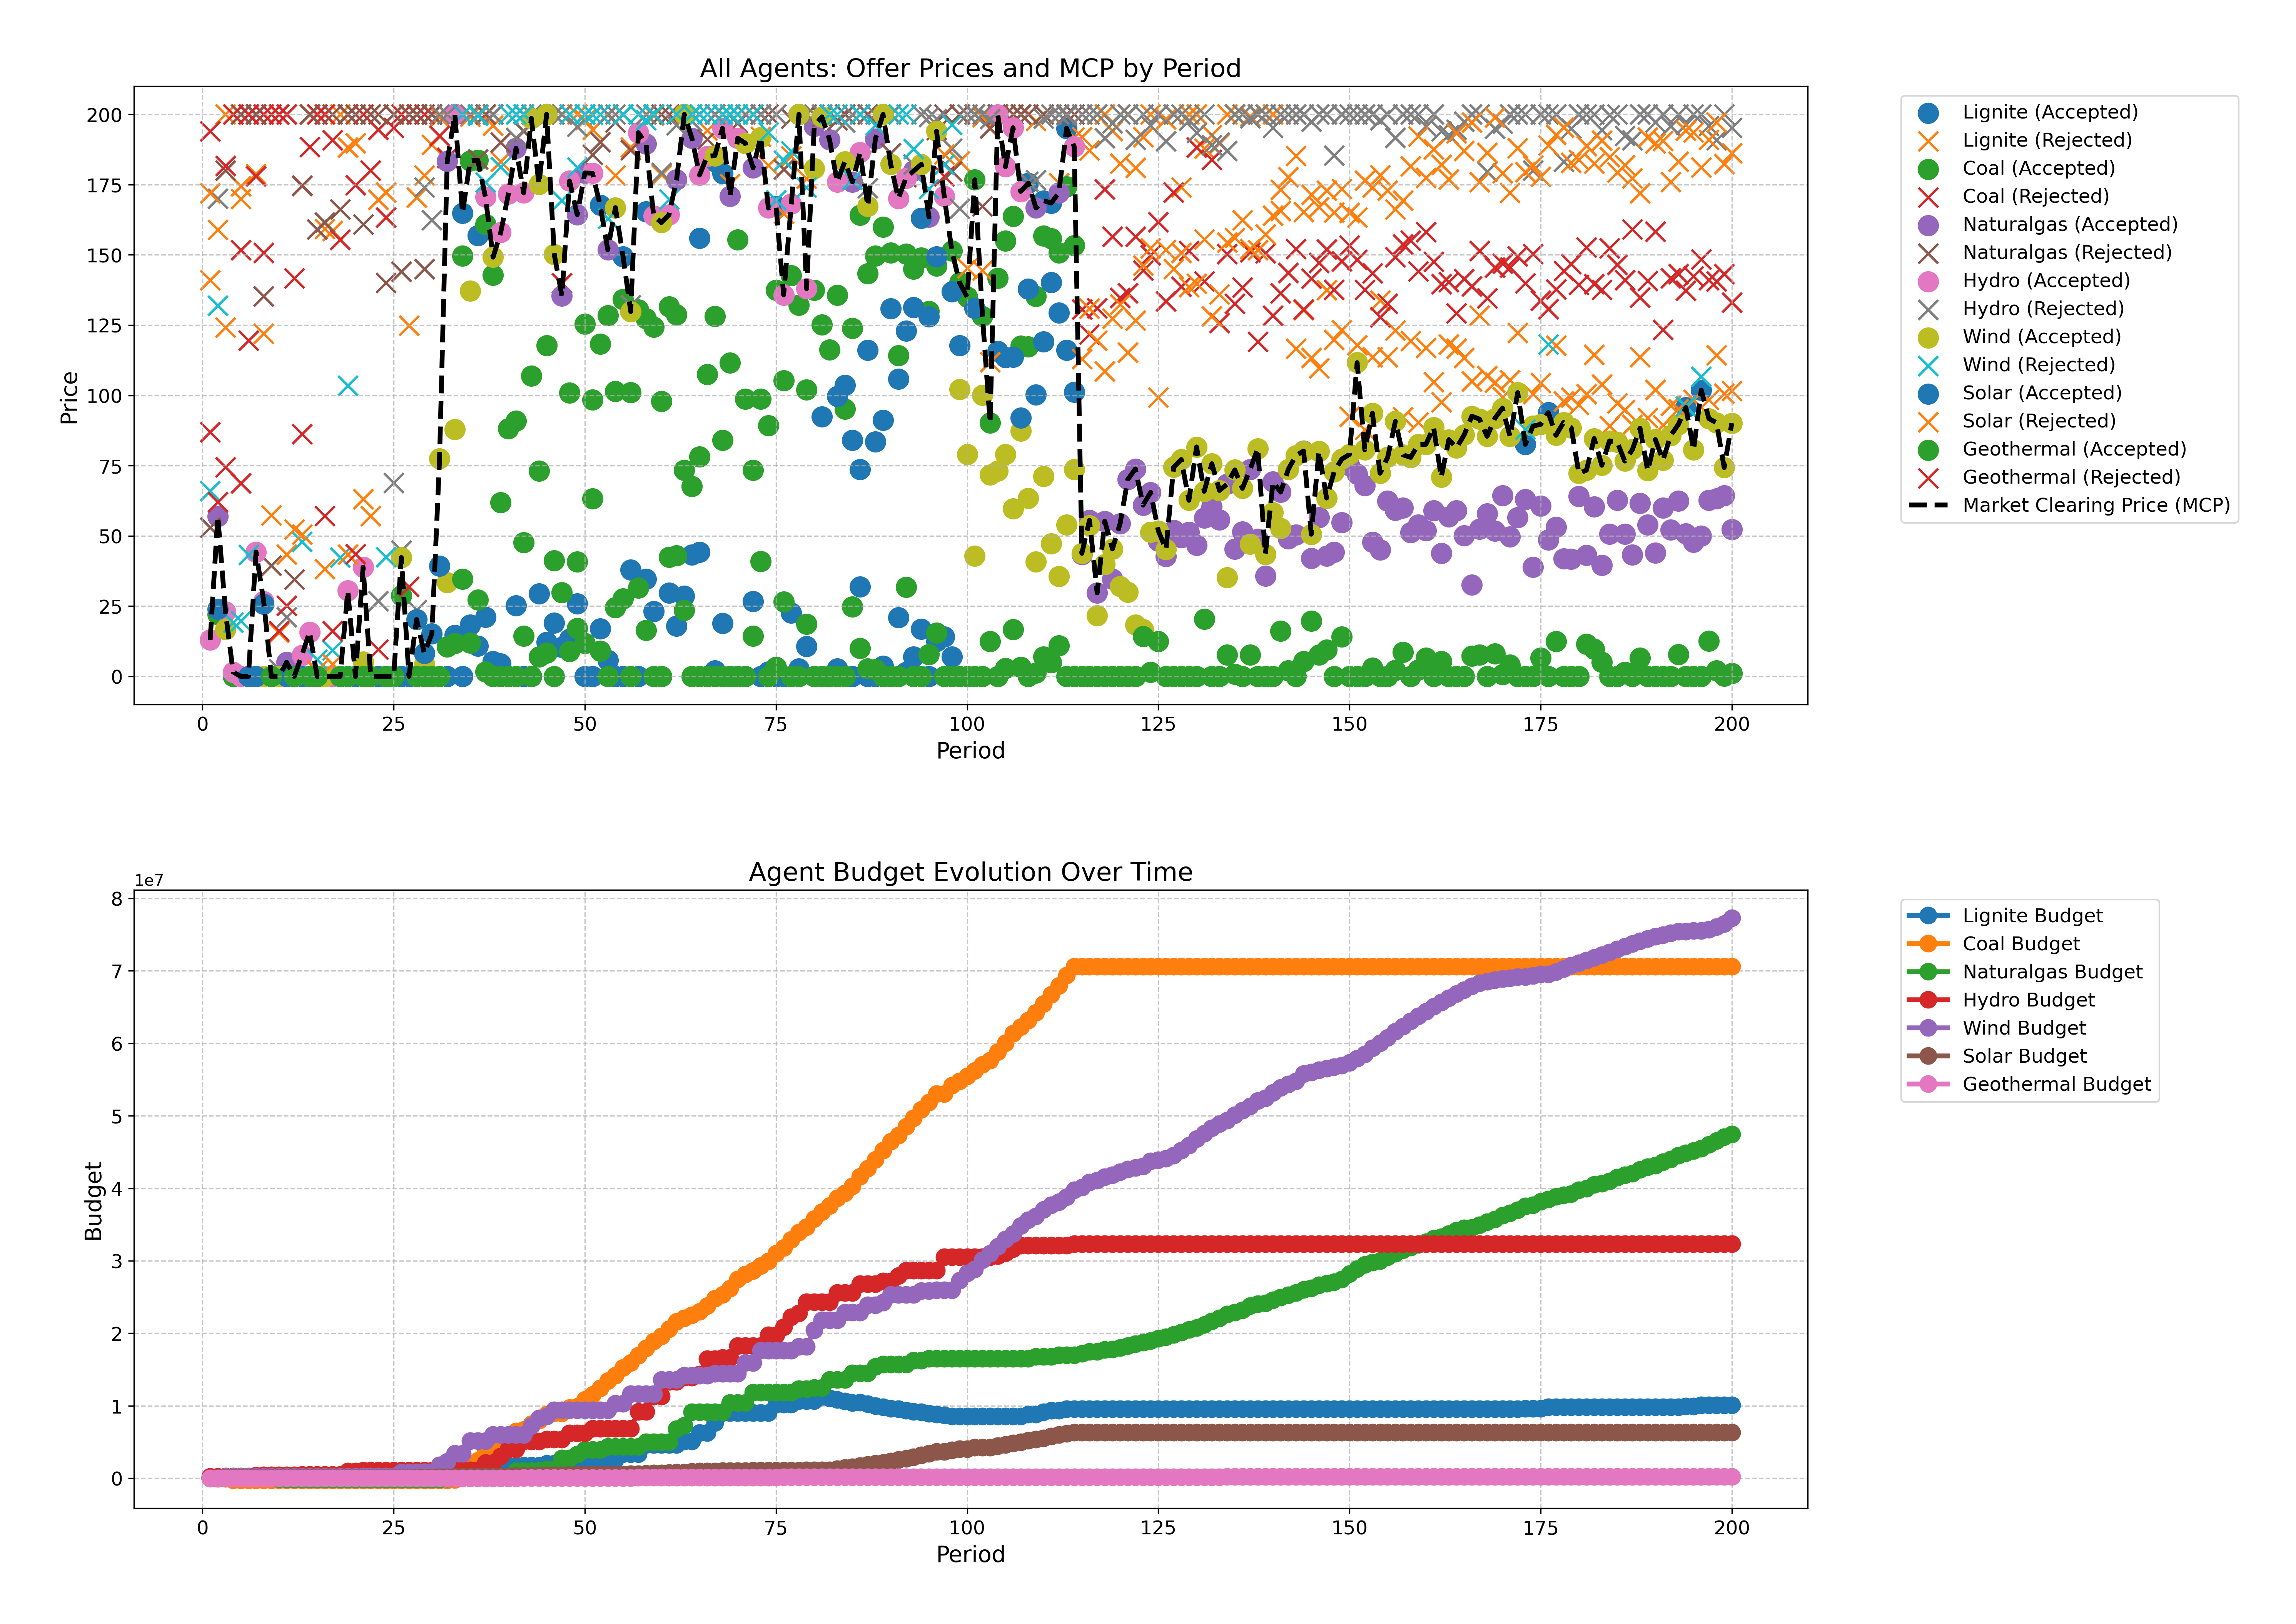 All Agents: Offer Prices and MCP by Period
Price
200
175
150
125
100
75
50
25
0
0 25 50 75 100 125 150 175 200
Period
Lignite (Accepted)
Lignite (Rejected)
Coal (Accepted)
Coal (Rejected)
Naturalgas (Accepted)
Naturalgas (Rejected)
Hydro (Accepted)
Hydro (Rejected)
Wind (Accepted)
Wind (Rejected)
Solar (Accepted)
Solar (Rejected)
Geothermal (Accepted)
Geothermal (Rejected)
Market Clearing Price (MCP)
Agent Budget Evolution Over Time
1e7
Budget
8
7
6
5
4
3
2
1
0
0 25 50 75 100 125 150 175 200
Period
Lignite Budget
Coal Budget
Naturalgas Budget
Hydro Budget
Wind Budget
Solar Budget
Geothermal Budget